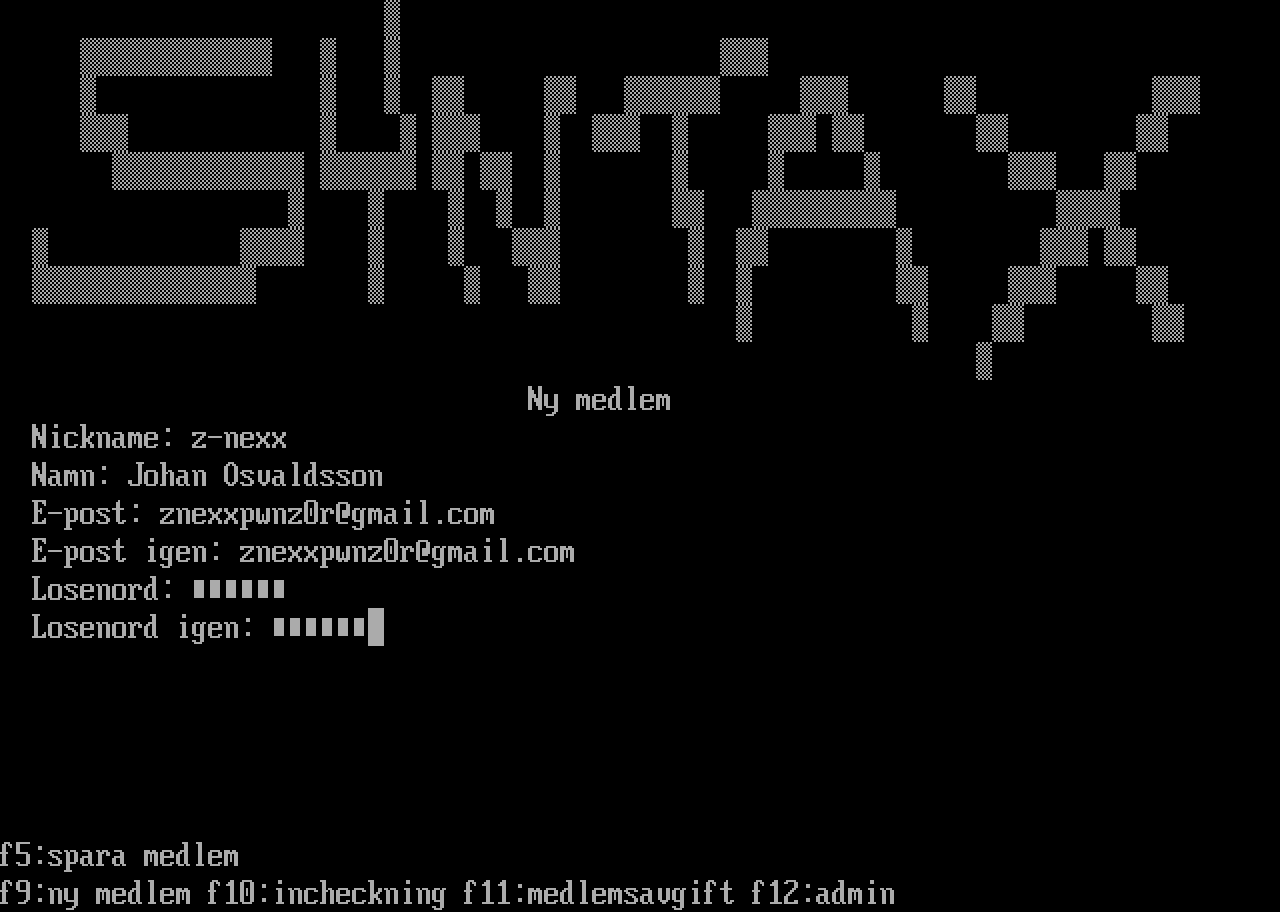 SYNTAX
Ny medlem
Nickname: z-nexx
Namn: Johan Osvaldsson
E-post: znexxpwnz0r@gmail.com
E-post igen: znexxpwnz0r@gmail.com
Losenord: ▮▮▮▮▮▮
Losenord igen: ▮▮▮▮▮▮
f5:spara medlem
f9:ny medlem f10:incheckning f11:medlemsavgift f12:admin